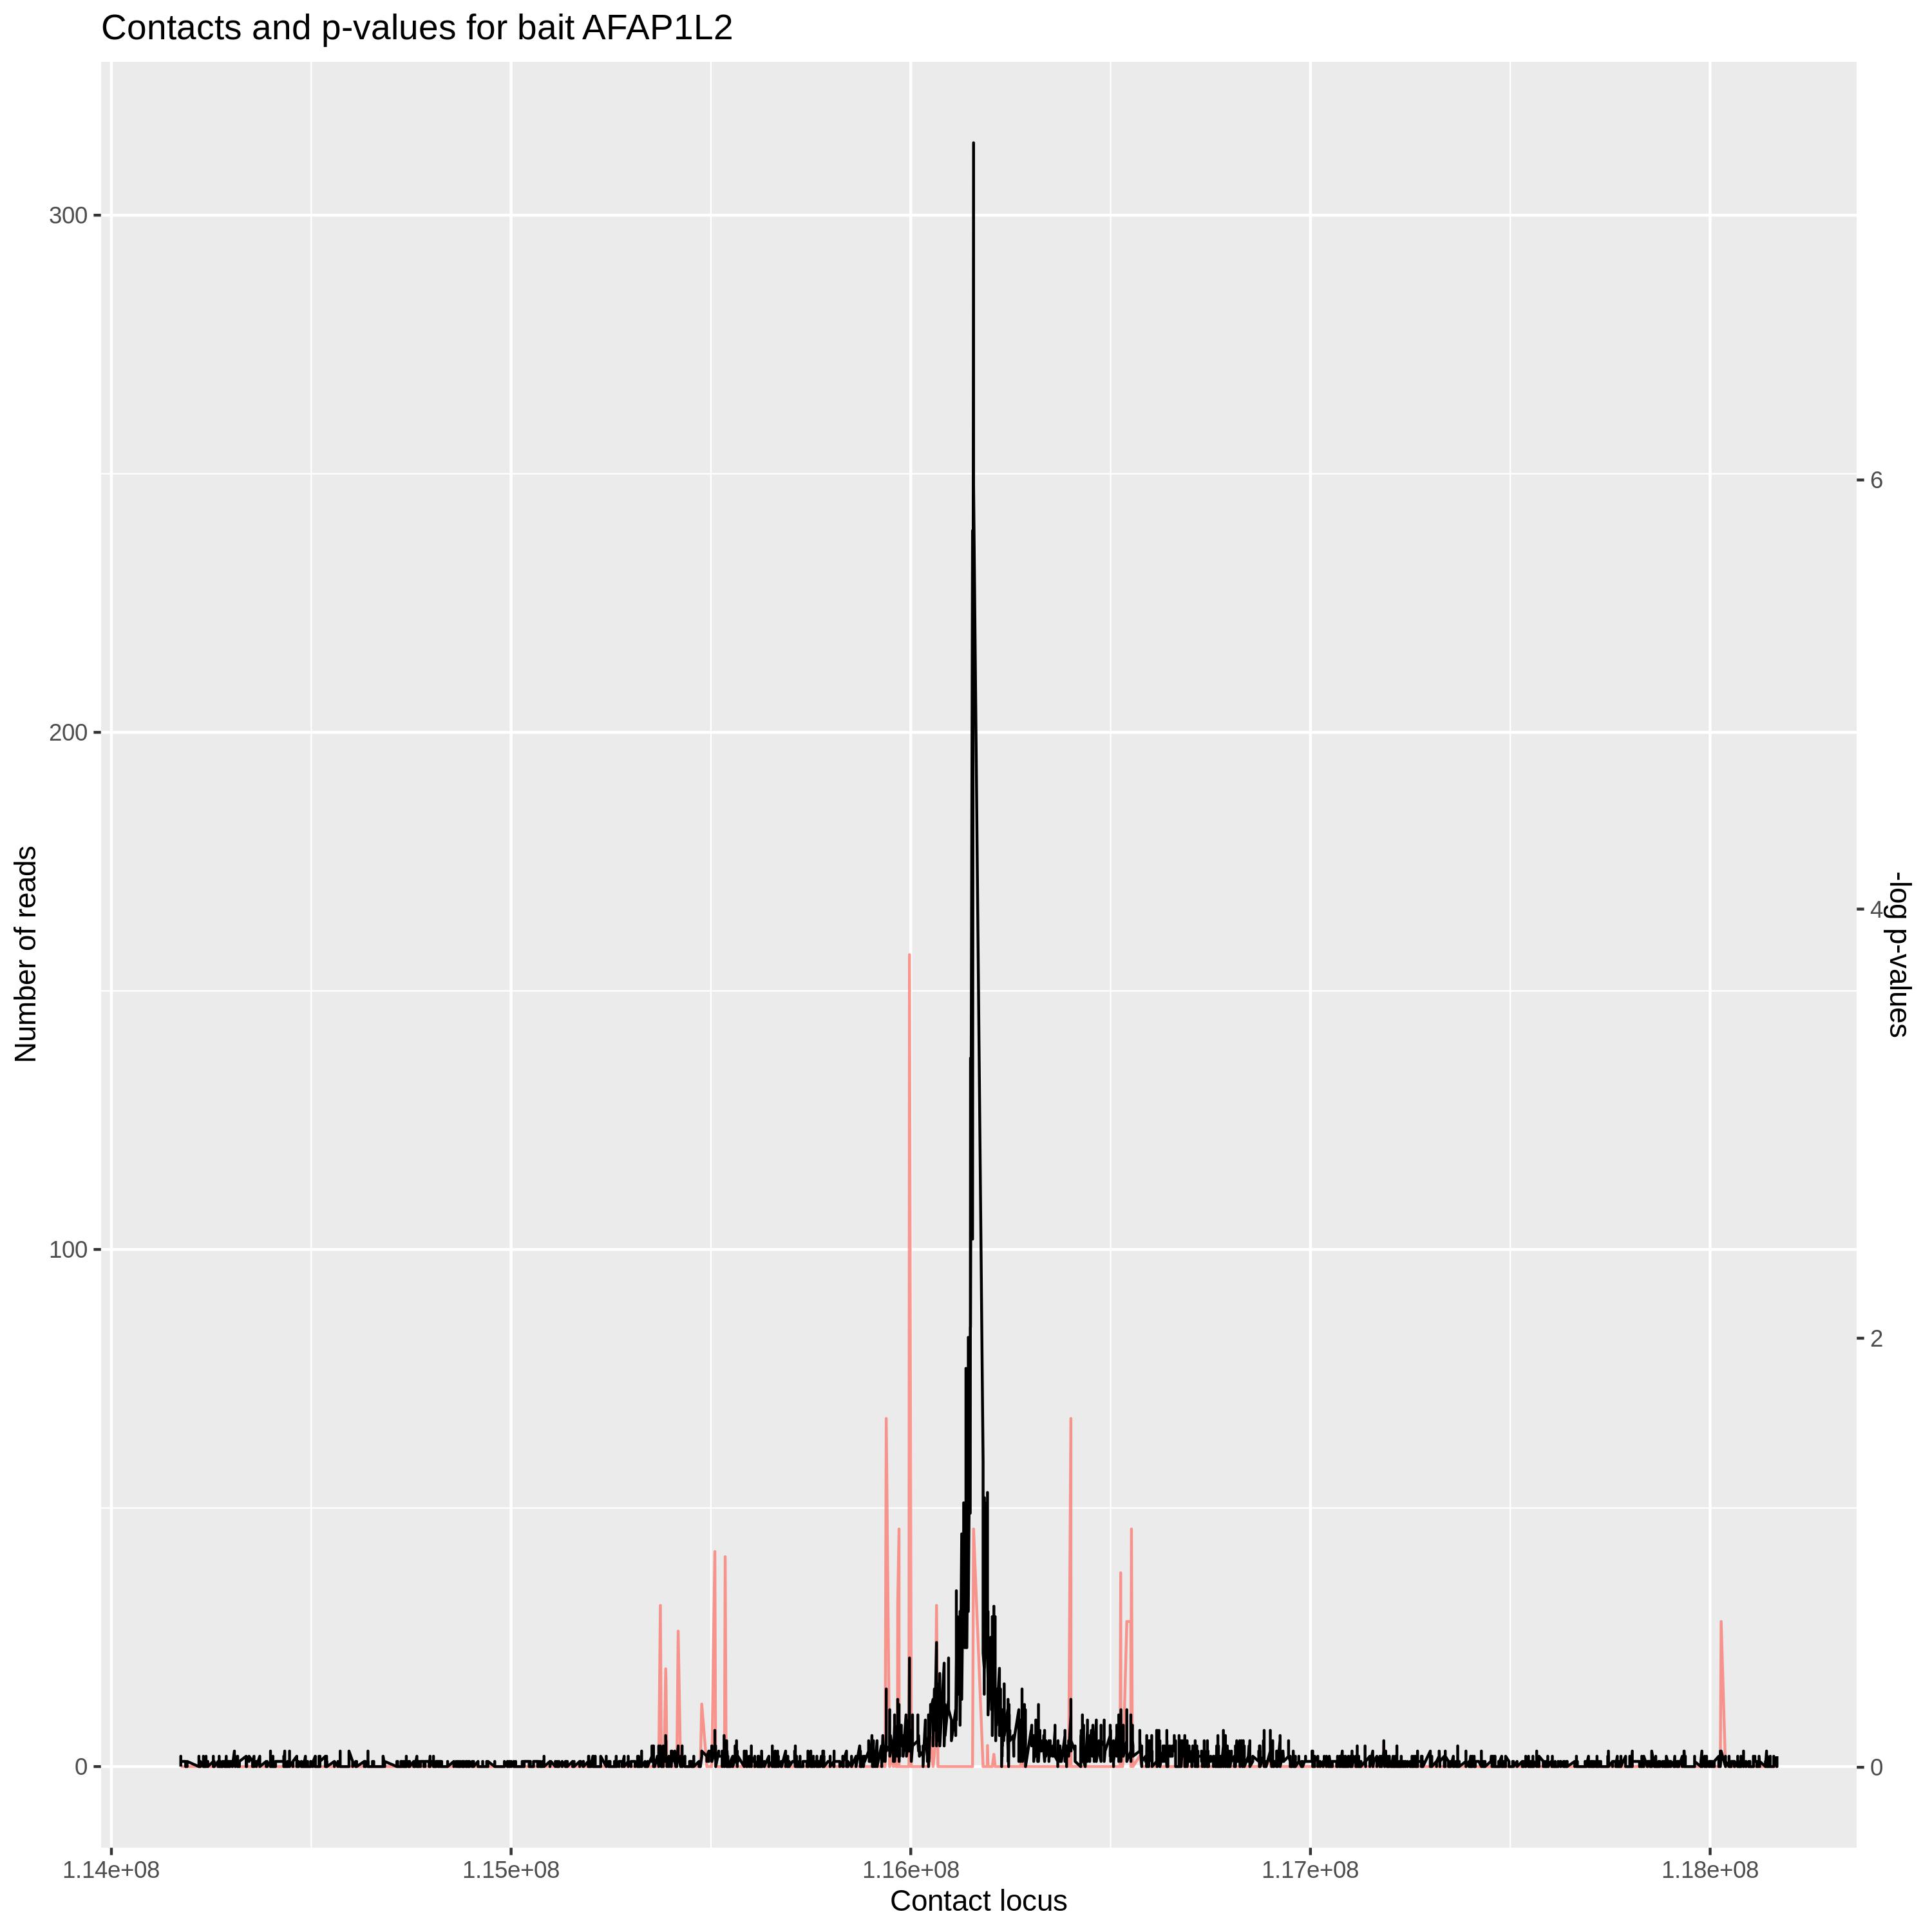 Contacts and p-values for bait AFAP1L2
Number of reads
300
200
100
0
6
4
2
0
-log p-values
1.14e+08 1.15e+08 1.16e+08 1.17e+08 1.18e+08
Contact locus